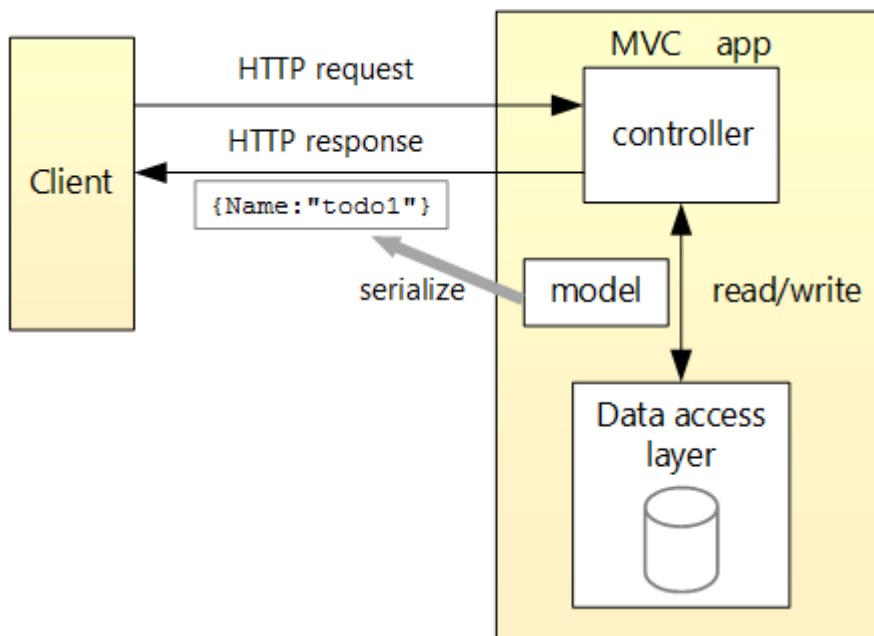 MVC app
HTTP request
controller
HTTP response
Client
{Name:"todo1"}
serialize
model
read/write
Data access
layer